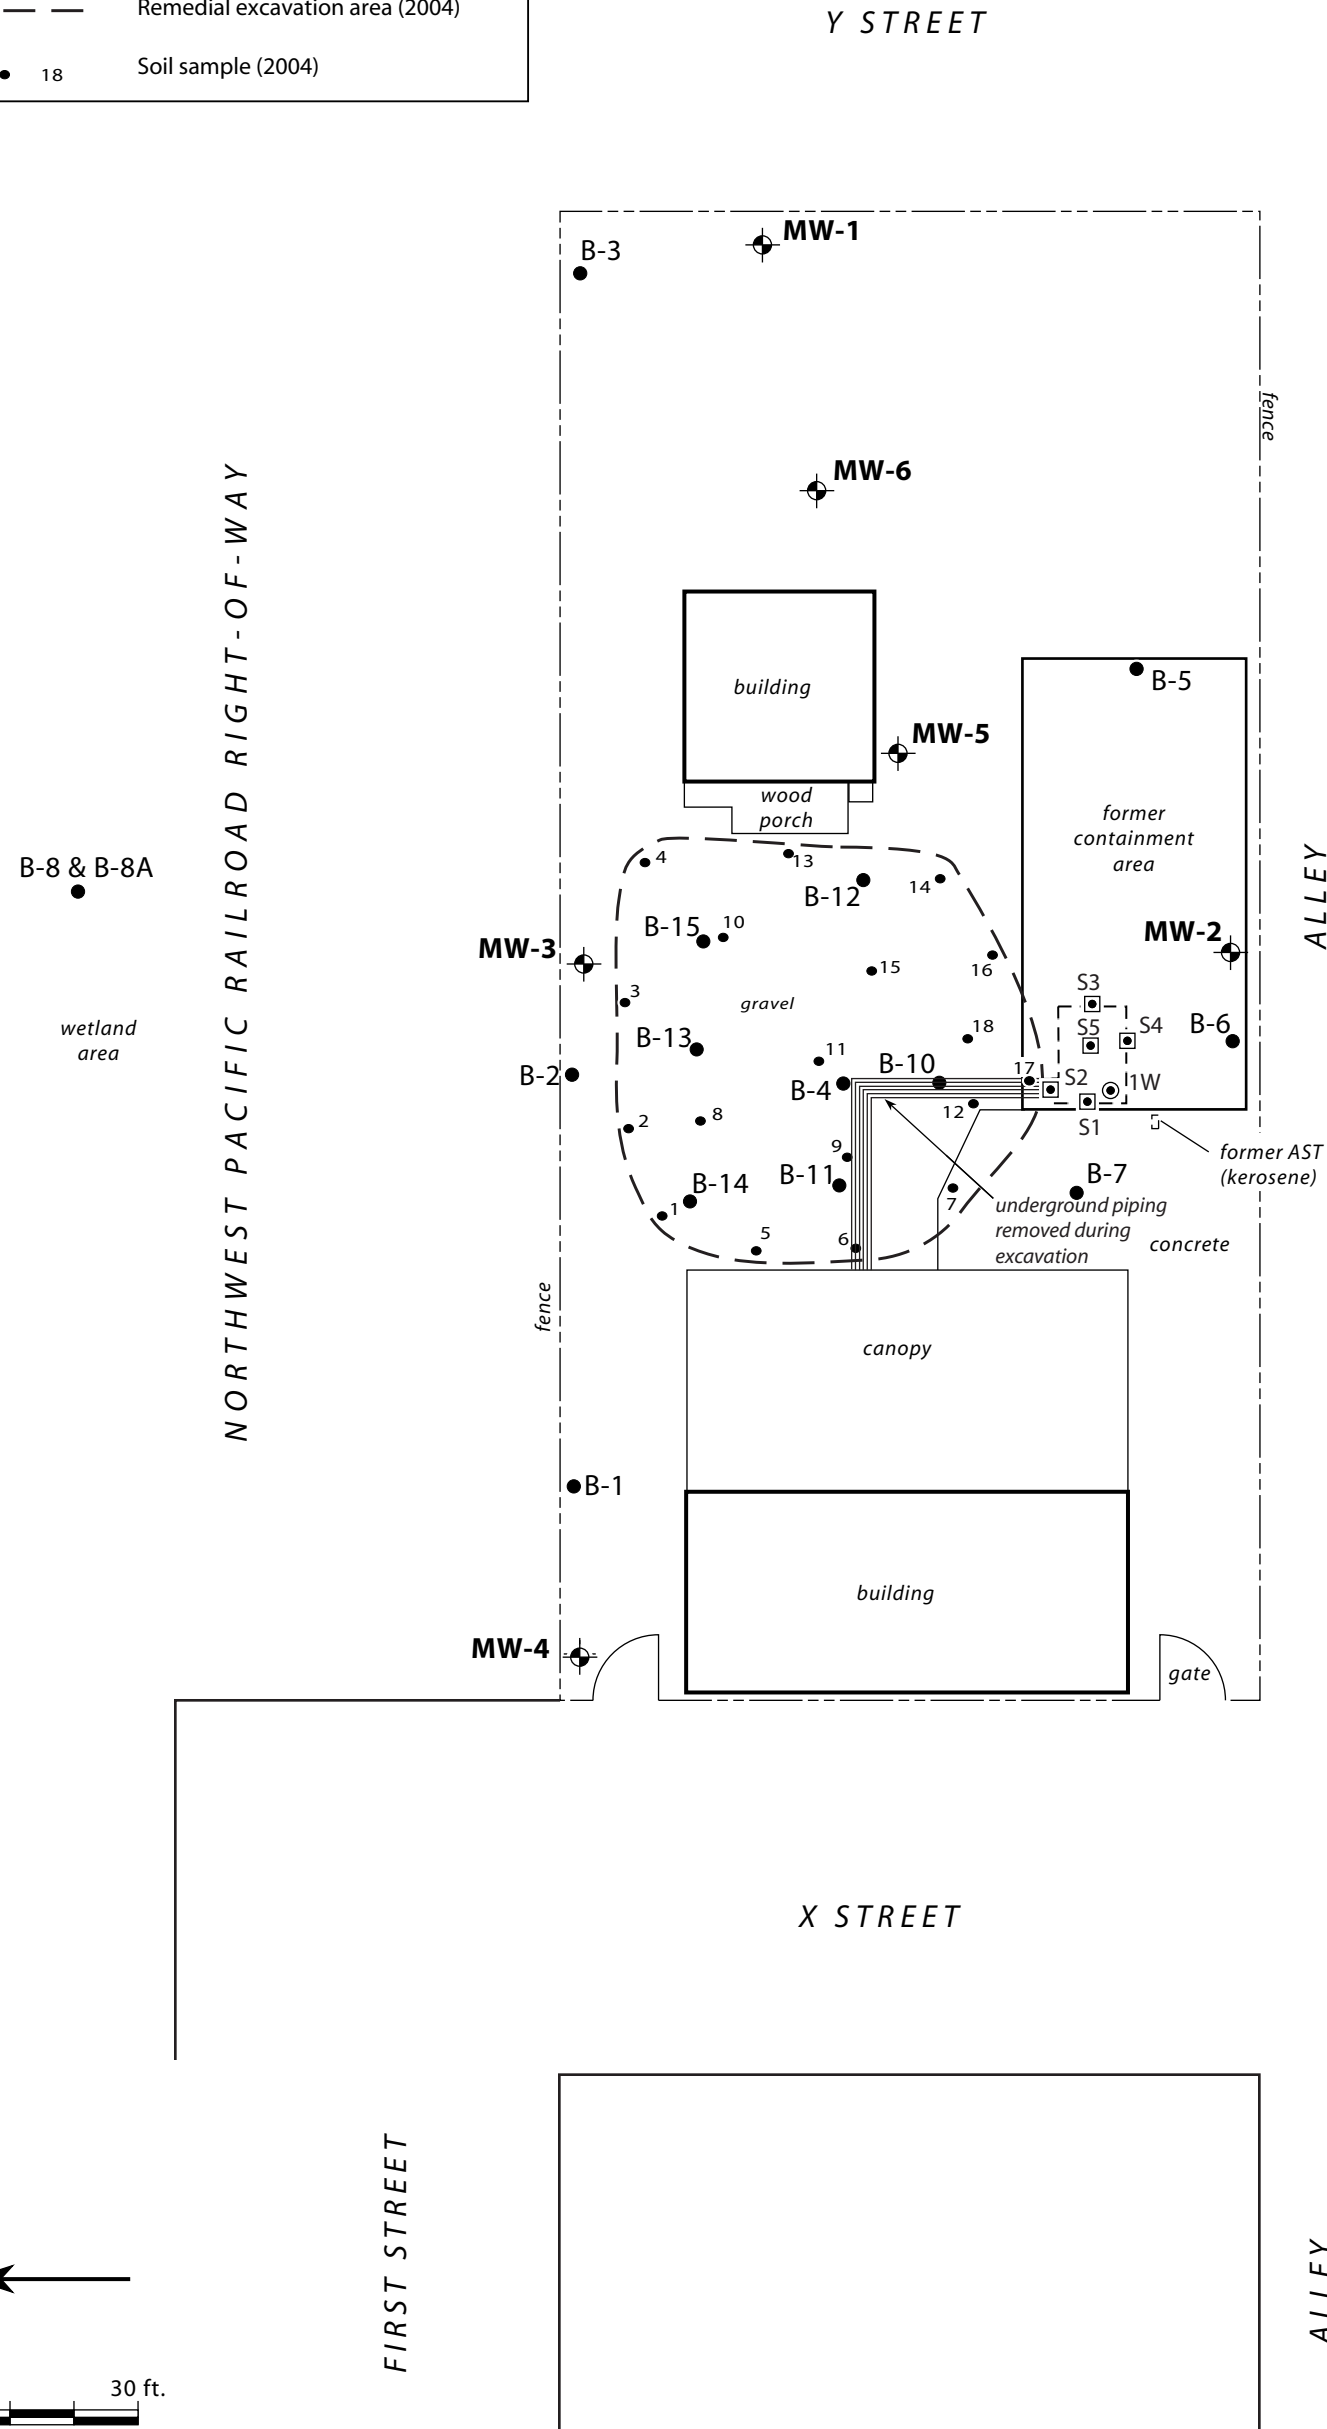 Remedial excavation area (2004)
18
Soil sample (2004)
Y STREET
MW-1
B-3
fence
MW-6
NORTHWEST PACIFIC RAILROAD RIGHT-OF-WAY
building
B-5
MW-5
wood
porch
former
containment
area
ALLEY
B-8 & B-8A
4
13
B-12
14
B-15
10
MW-3
MW-2
15
16
S3
3
gravel
wetland
area
B-13
18
S5
S4
B-6
11
B-10
17
B-2
B-4
S2
1W
12
2
8
S1
9
former AST
(kerosene)
B-11
B-14
B-7
7
1
underground piping
removed during
excavation
5
6
concrete
fence
canopy
B-1
building
MW-4
gate
X STREET
FIRST STREET
ALLEY
30 ft.